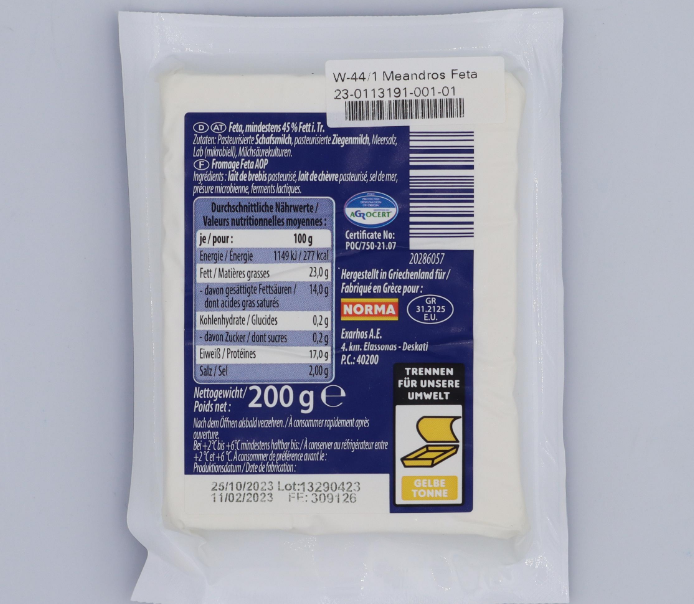 W-44/1 Meandros Feta
23-0113191-001-01
D AT Feta, mindestens 45 % Fett i. Tr.
Zutaten: Pasteurisierte Schafsmilch, pasteurisierte Ziegenmilch, Meersalz,
Lab (mikrobiell), Milchsäurekulturen.
F Fromage Feta AOP
Ingrédients : lait de brebis pasteurisé, lait de chèvre pasteurisé, sel de mer,
présure microbienne, ferments lactiques.
Durchschnittliche Nährwerte /
Valeurs nutritionnelles moyennes :
je / pour : 100 g
Energie / Énergie 1149 kJ / 277 kcal
Fett / Matières grasses 23,0 g
- davon gesättigte Fettsäuren / 14,0 g
dont acides gras saturés
Kohlenhydrate / Glucides 0,2 g
- davon Zucker / dont sucres 0,2 g
Eiweiß / Protéines 17,0 g
Salz / Sel 2,00 g
AGROCERT
Certificate No:
POC/750-21.07
20286057
Hergestellt in Griechenland für /
Fabriqué en Grèce pour :
NORMA
GR
31.2125
E.U.
Exarhos A.E.
4. km. Elassonas - Deskati
P.C.: 40200
TRENNEN
FÜR UNSERE
UMWELT
GELBE
TONNE
Nettogewicht/
Poids net :
200 g e
Nach dem Öffnen alsbald verzehren. / À consommer rapidement après
ouverture.
Bei +2°C bis +6°C mindestens haltbar bis: / À conserver au réfrigérateur entre
+2°C et +6 °C. À consommer de préférence avant le :
Produktionsdatum / Date de fabrication :
25/10/2023 Lot:13290423
11/02/2023 FF: 309126